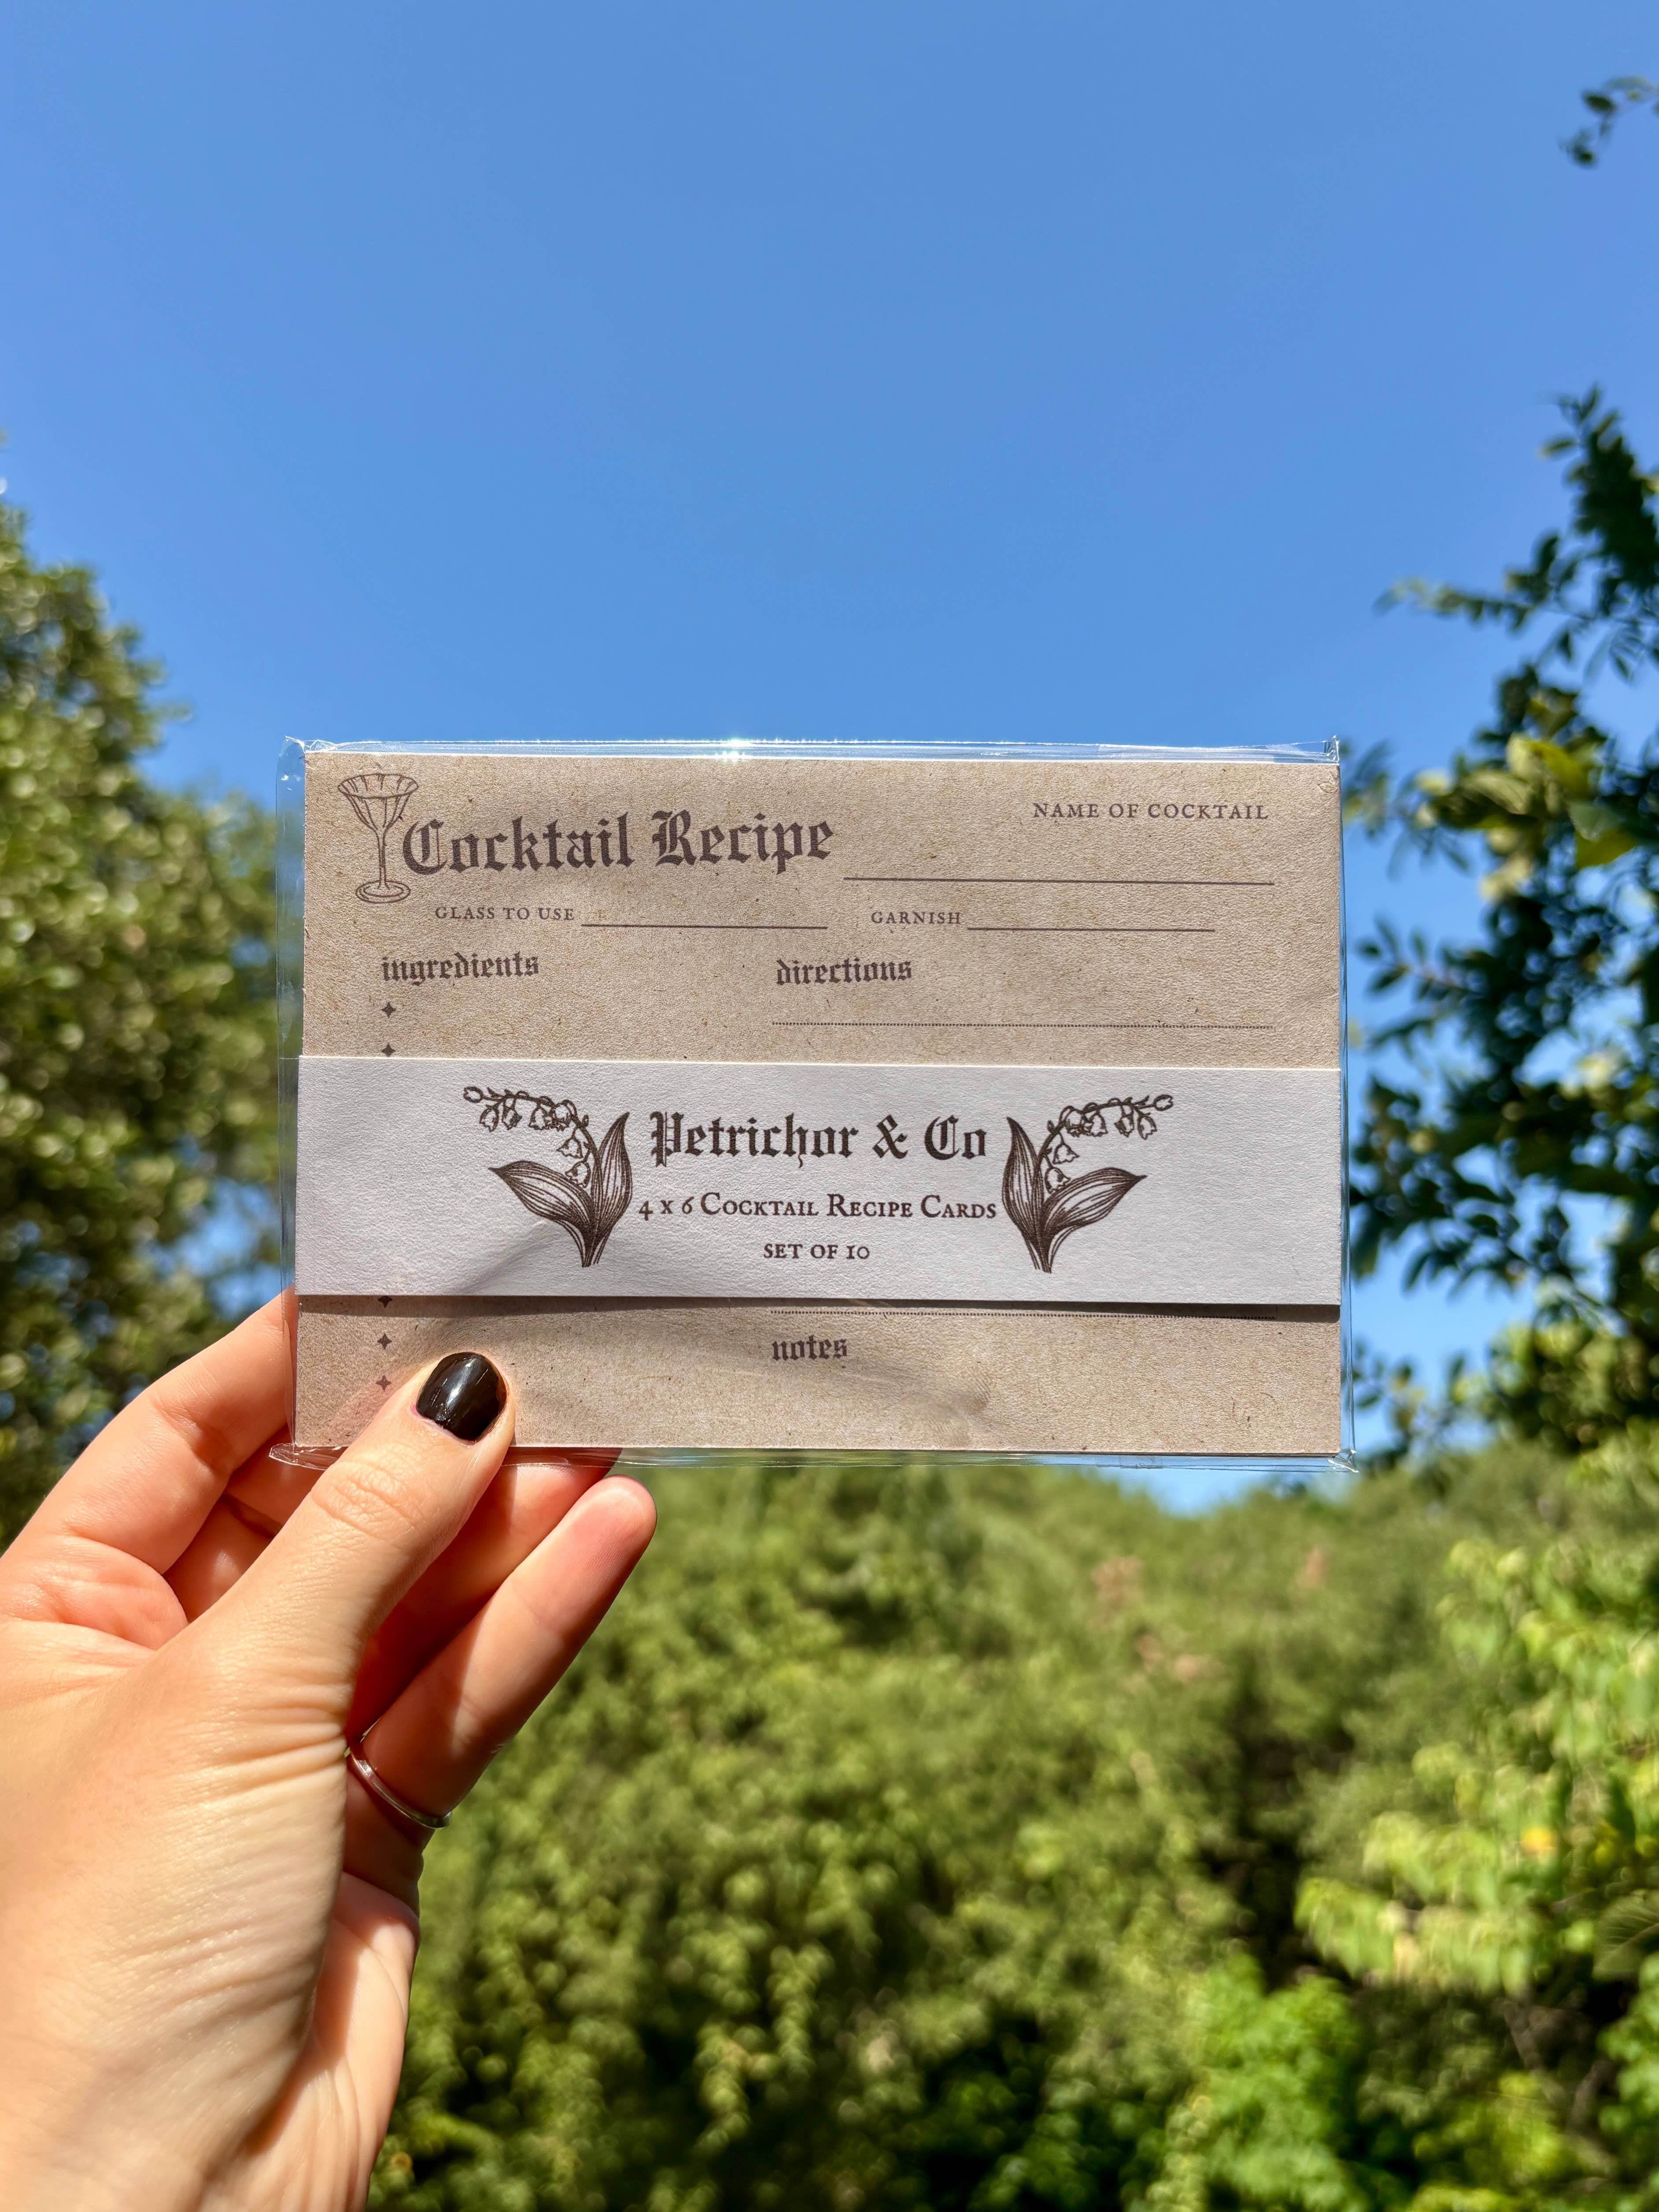 Cocktail Recipe
NAME OF COCKTAIL
GLASS TO USE
GARNISH
ingredients
directions
Petrichor & Co
4 x 6 Cocktail Recipe Cards
SET OF 10
notes